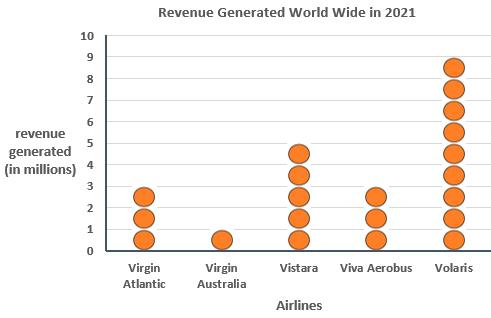 Revenue Generated World Wide in 2021
10
9
8
7
6
5
4
3
2
1
0
revenue
generated
(in millions)
Virgin
Atlantic
Virgin
Australia
Vistara
Viva Aerobus
Volaris
Airlines